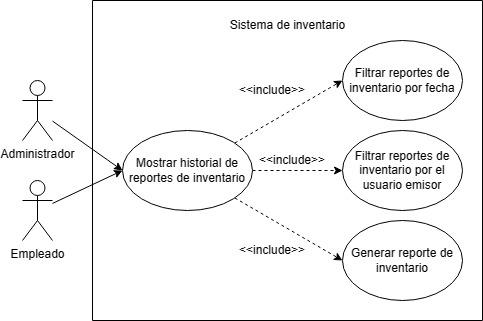 Sistema de inventario
Filtrar reportes de
inventario por fecha
<<include>>
Administrador
Mostrar historial de
reportes de inventario
<<include>>
Filtrar reportes de
inventario por el
usuario emisor
Empleado
<<include>>
Generar reporte de
inventario